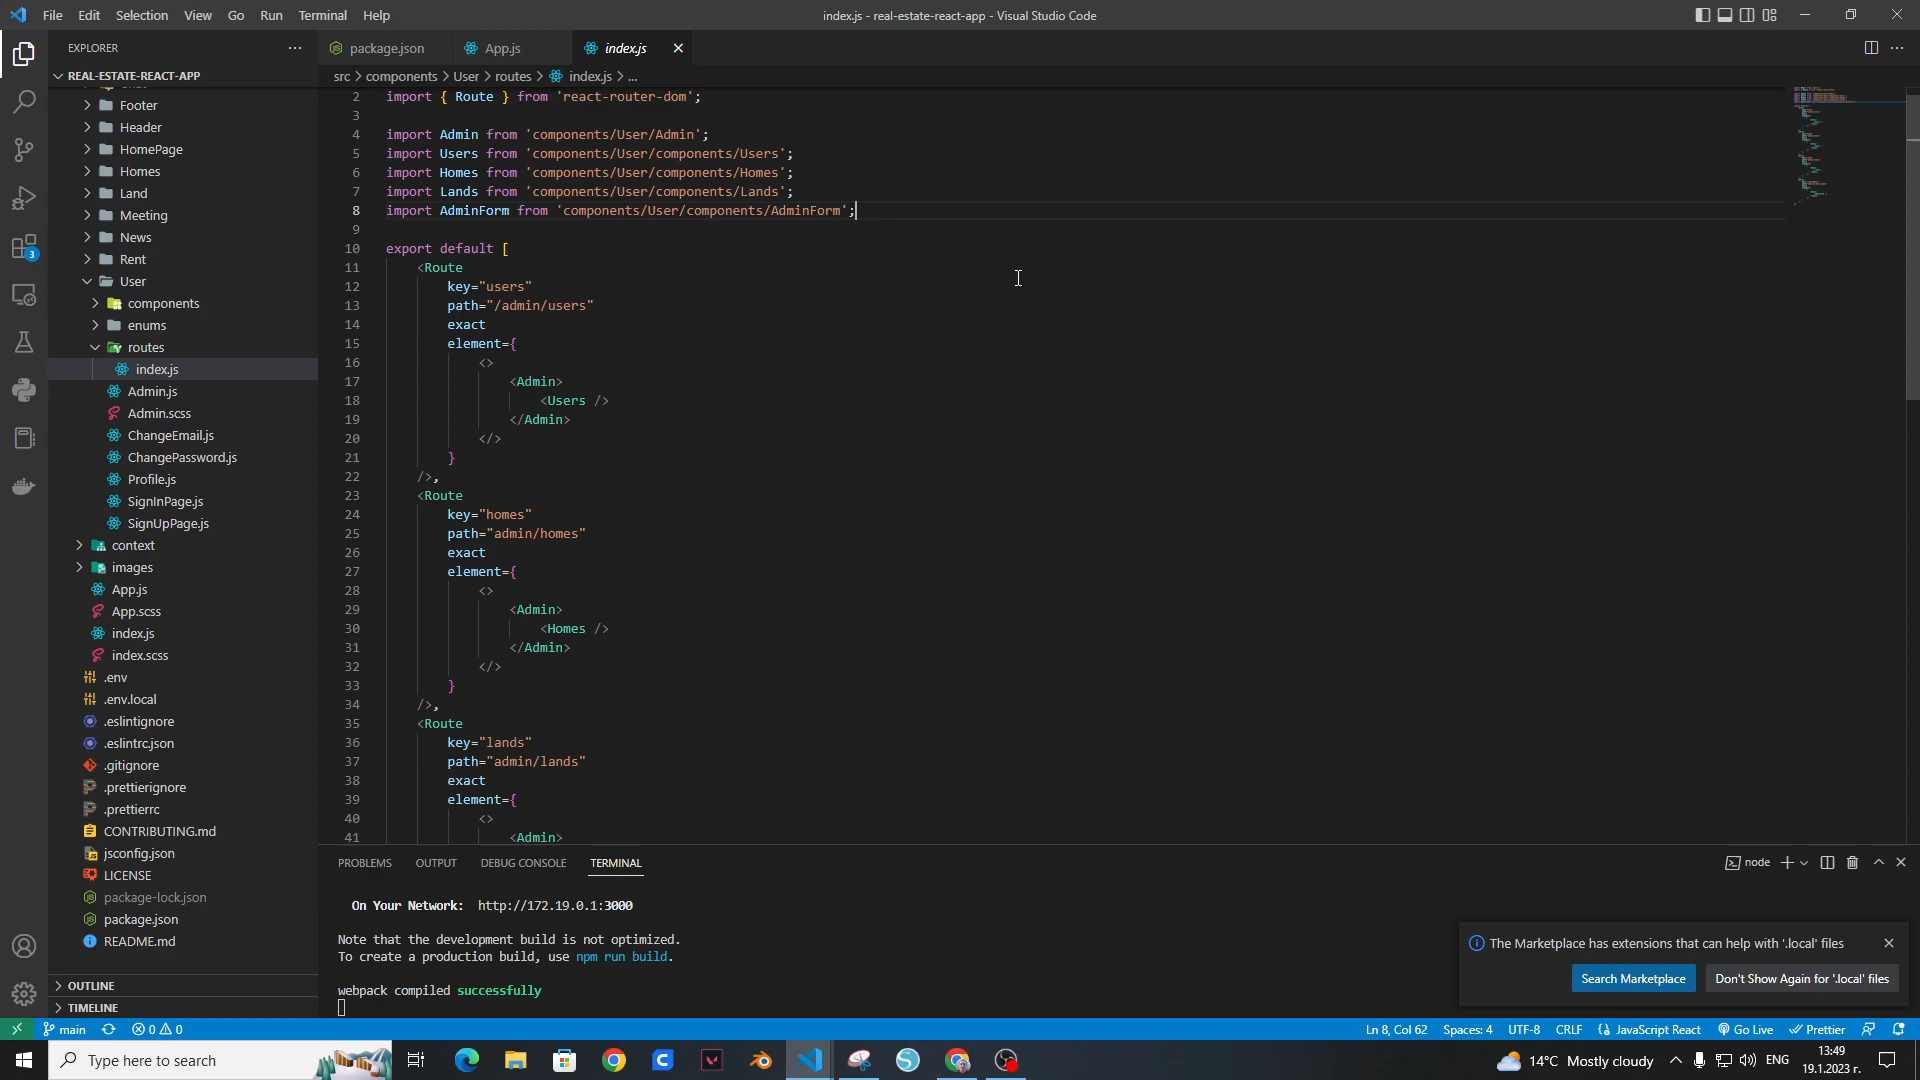 File Edit Selection View Go Run Terminal Help
index.js - real-estate-react-app - Visual Studio Code
EXPLORER
REAL-ESTATE-REACT-APP
Footer
Header
HomePage
Homes
Land
Meeting
News
Rent
User
components
enums
routes
index.js
Admin.js
Admin.scss
ChangeEmail.js
ChangePassword.js
Profile.js
SignInPage.js
SignUpPage.js
context
images
App.js
App.scss
index.js
index.scss
.env
.env.local
.eslintignore
.eslintrc.json
.gitignore
.prettierignore
.prettierrc
CONTRIBUTING.md
jsconfig.json
LICENSE
package-lock.json
package.json
README.md
OUTLINE
TIMELINE
3
package.json App.js index.js
src > components > User > routes > index.js > ...
2 import { Route } from 'react-router-dom';
3
4 import Admin from 'components/User/Admin';
5 import Users from 'components/User/components/Users';
6 import Homes from 'components/User/components/Homes';
7 import Lands from 'components/User/components/Lands';
8 import AdminForm from 'components/User/components/AdminForm';
9
10 export default [
11 <Route
12 key="users"
13 path="/admin/users"
14 exact
15 element={
16 <>
17 <Admin>
18 <Users />
19 </Admin>
20 </>
21 }
22 />,
23 <Route
24 key="homes"
25 path="admin/homes"
26 exact
27 element={
28 <>
29 <Admin>
30 <Homes />
31 </Admin>
32 </>
33 }
34 />,
35 <Route
36 key="lands"
37 path="admin/lands"
38 exact
39 element={
40 <>
41 <Admin>
PROBLEMS OUTPUT DEBUG CONSOLE TERMINAL
node
On Your Network: http://172.19.0.1:3000
Note that the development build is not optimized.
To create a production build, use npm run build.
webpack compiled successfully
The Marketplace has extensions that can help with '.local' files
Search Marketplace Don't Show Again for '.local' files
main 0 0 Ln 8, Col 62 Spaces: 4 UTF-8 CRLF JavaScript React Go Live Prettier
Type here to search
14°C Mostly cloudy ENG
13:49
19.1.2023 г.